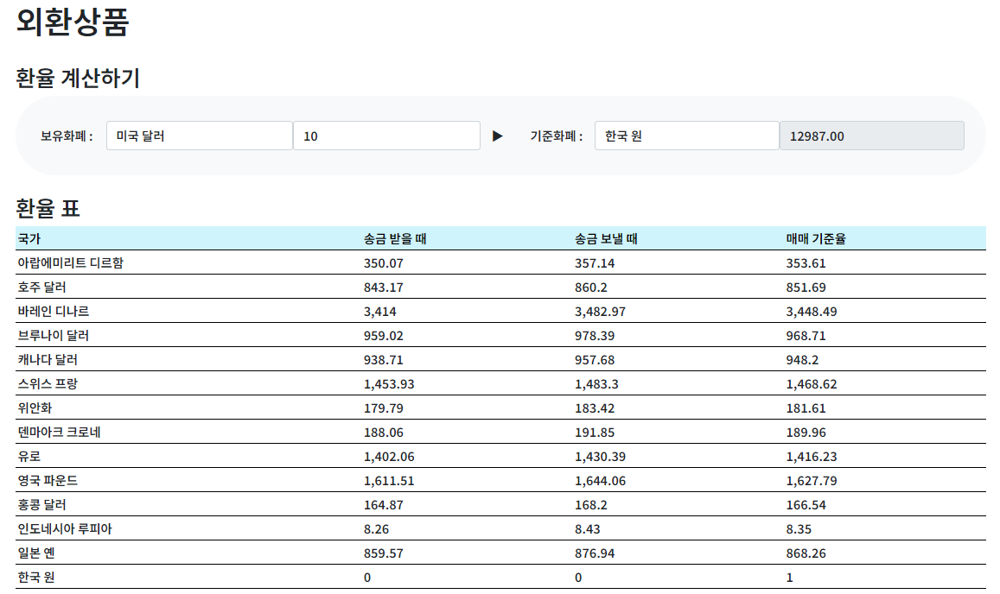 외환상품
환율 계산하기
보유화폐 : 미국 달러 10 ▶ 기준화폐 : 한국 원 12987.00
환율 표
국가 송금 받을 때 송금 보낼 때 매매 기준율
아랍에미리트 디르함 350.07 357.14 353.61
호주 달러 843.17 860.2 851.69
바레인 디나르 3,414 3,482.97 3,448.49
브루나이 달러 959.02 978.39 968.71
캐나다 달러 938.71 957.68 948.2
스위스 프랑 1,453.93 1,483.3 1,468.62
위안화 179.79 183.42 181.61
덴마아크 크로네 188.06 191.85 189.96
유로 1,402.06 1,430.39 1,416.23
영국 파운드 1,611.51 1,644.06 1,627.79
홍콩 달러 164.87 168.2 166.54
인도네시아 루피아 8.26 8.43 8.35
일본 옌 859.57 876.94 868.26
한국 원 0 0 1